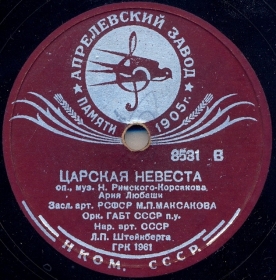 АПРЕЛЕВСКИЙ ЗАВОД
ПАМЯТИ 1905г.
8531 В
ЦАРСКАЯ НЕВЕСТА
оп., муз. Н. Римского-Корсакова.
Ария Любаши
Засл. арт. РСФСР М.П.МАКСАКОВА
Орк. ГАБТ СССР п.у.
Нар. арт. СССР
Л.П. Штейнберга.
ГРК 1961
НКОМ. СССР.